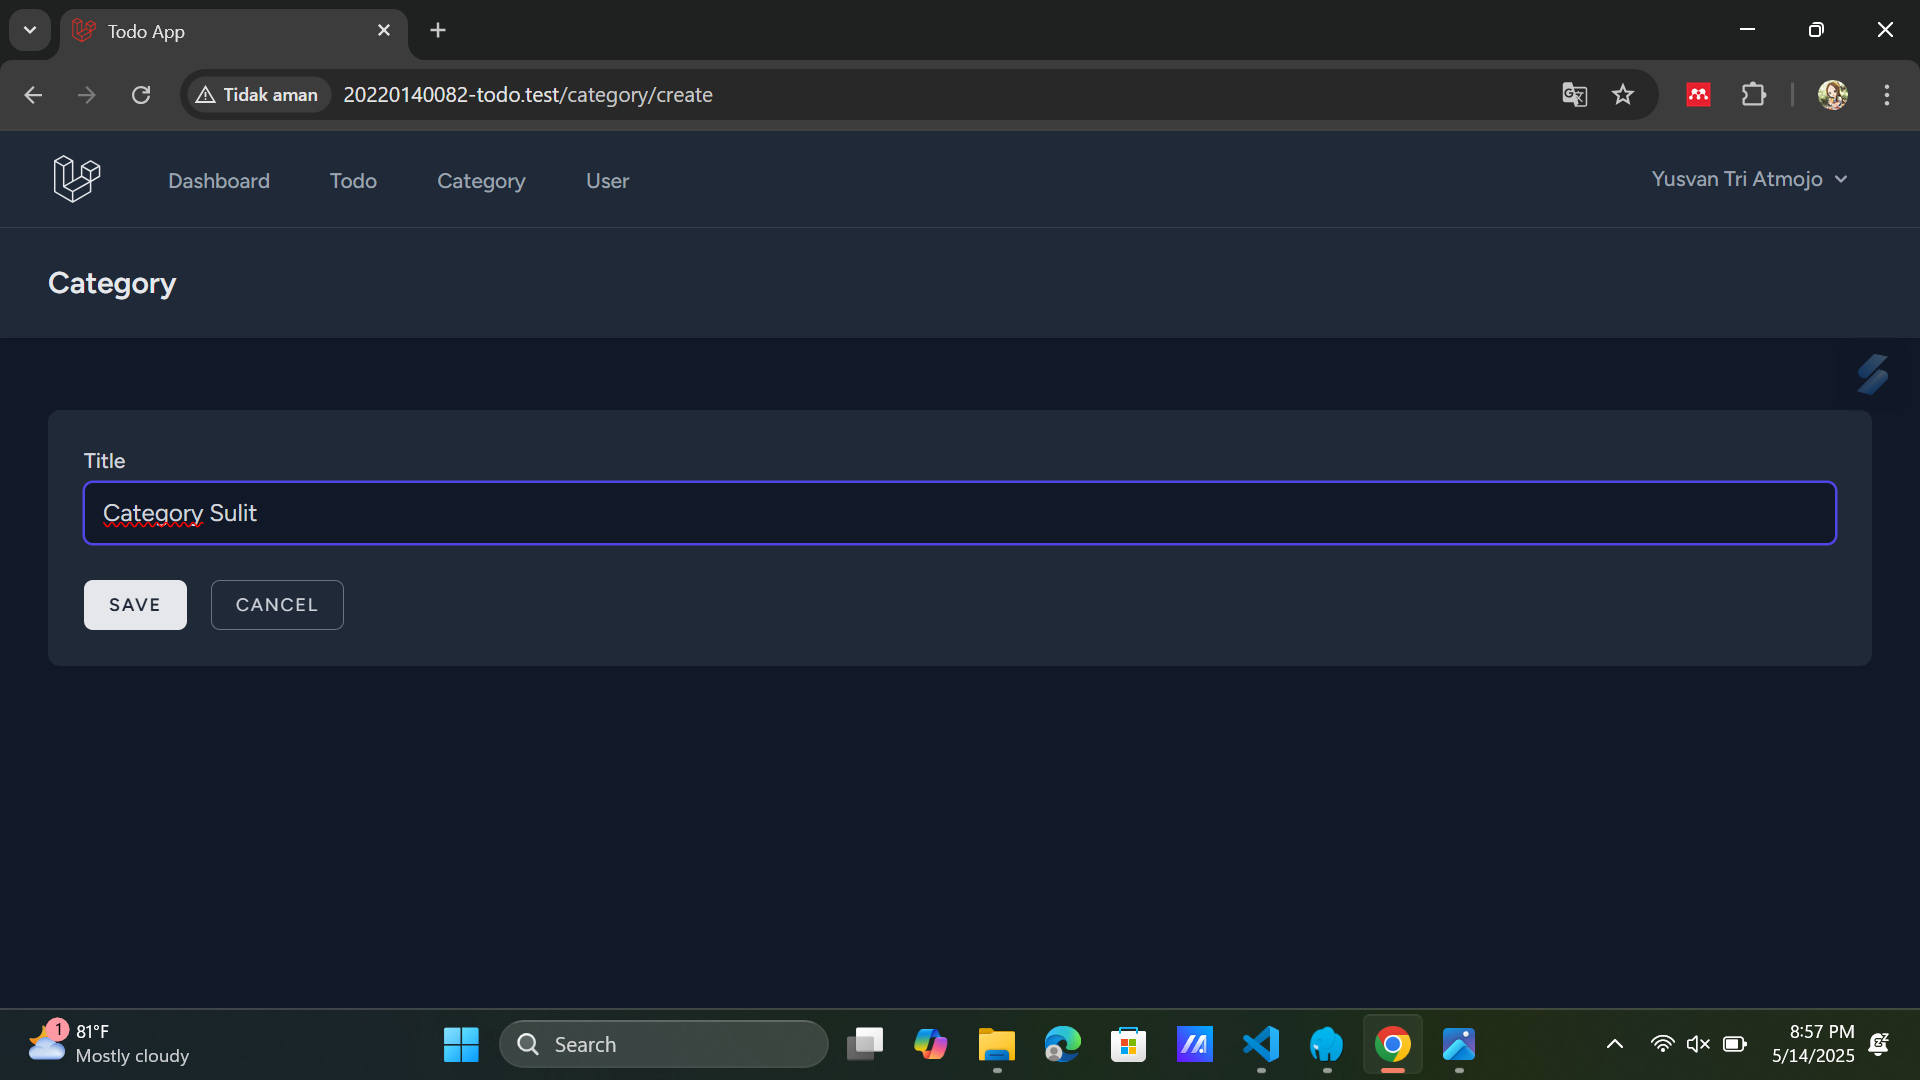 Todo App
Tidak aman
20220140082-todo.test/category/create
Dashboard
Todo
Category
User
Yusvan Tri Atmojo
Category
Title
Category Sulit
SAVE
CANCEL
1
81°F
Mostly cloudy
Search
8:57 PM
5/14/2025